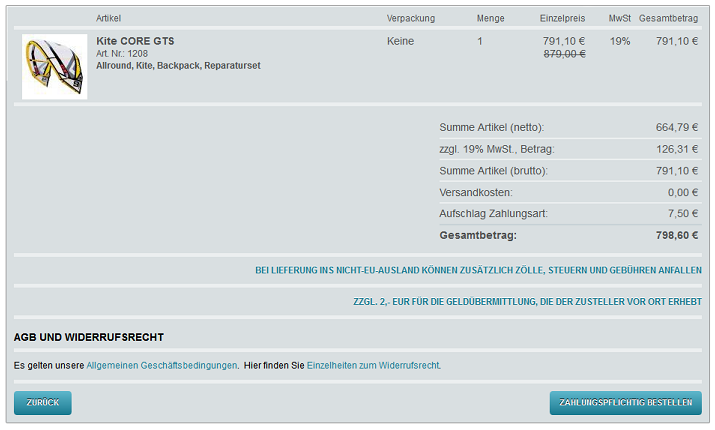 Artikel Verpackung Menge Einzelpreis MwSt Gesamtbetrag
Kite CORE GTS Keine 1 791,10 € 19% 791,10 €
Art. Nr.: 1208 879,00 €
Allround, Kite, Backpack, Reparaturset
Summe Artikel (netto): 664,79 €
zzgl. 19% MwSt., Betrag: 126,31 €
Summe Artikel (brutto): 791,10 €
Versandkosten: 0,00 €
Aufschlag Zahlungsart: 7,50 €
Gesamtbetrag: 798,60 €
BEI LIEFERUNG INS NICHT-EU-AUSLAND KÖNNEN ZUSÄTZLICH ZÖLLE, STEUERN UND GEBÜHREN ANFALLEN
ZZGL. 2,- EUR FÜR DIE GELDÜBERMITTLUNG, DIE DER ZUSTELLER VOR ORT ERHEBT
AGB UND WIDERRUFSRECHT
Es gelten unsere Allgemeinen Geschäftsbedingungen. Hier finden Sie Einzelheiten zum Widerrufsrecht.
ZURÜCK ZAHLUNGSPFLICHTIG BESTELLEN